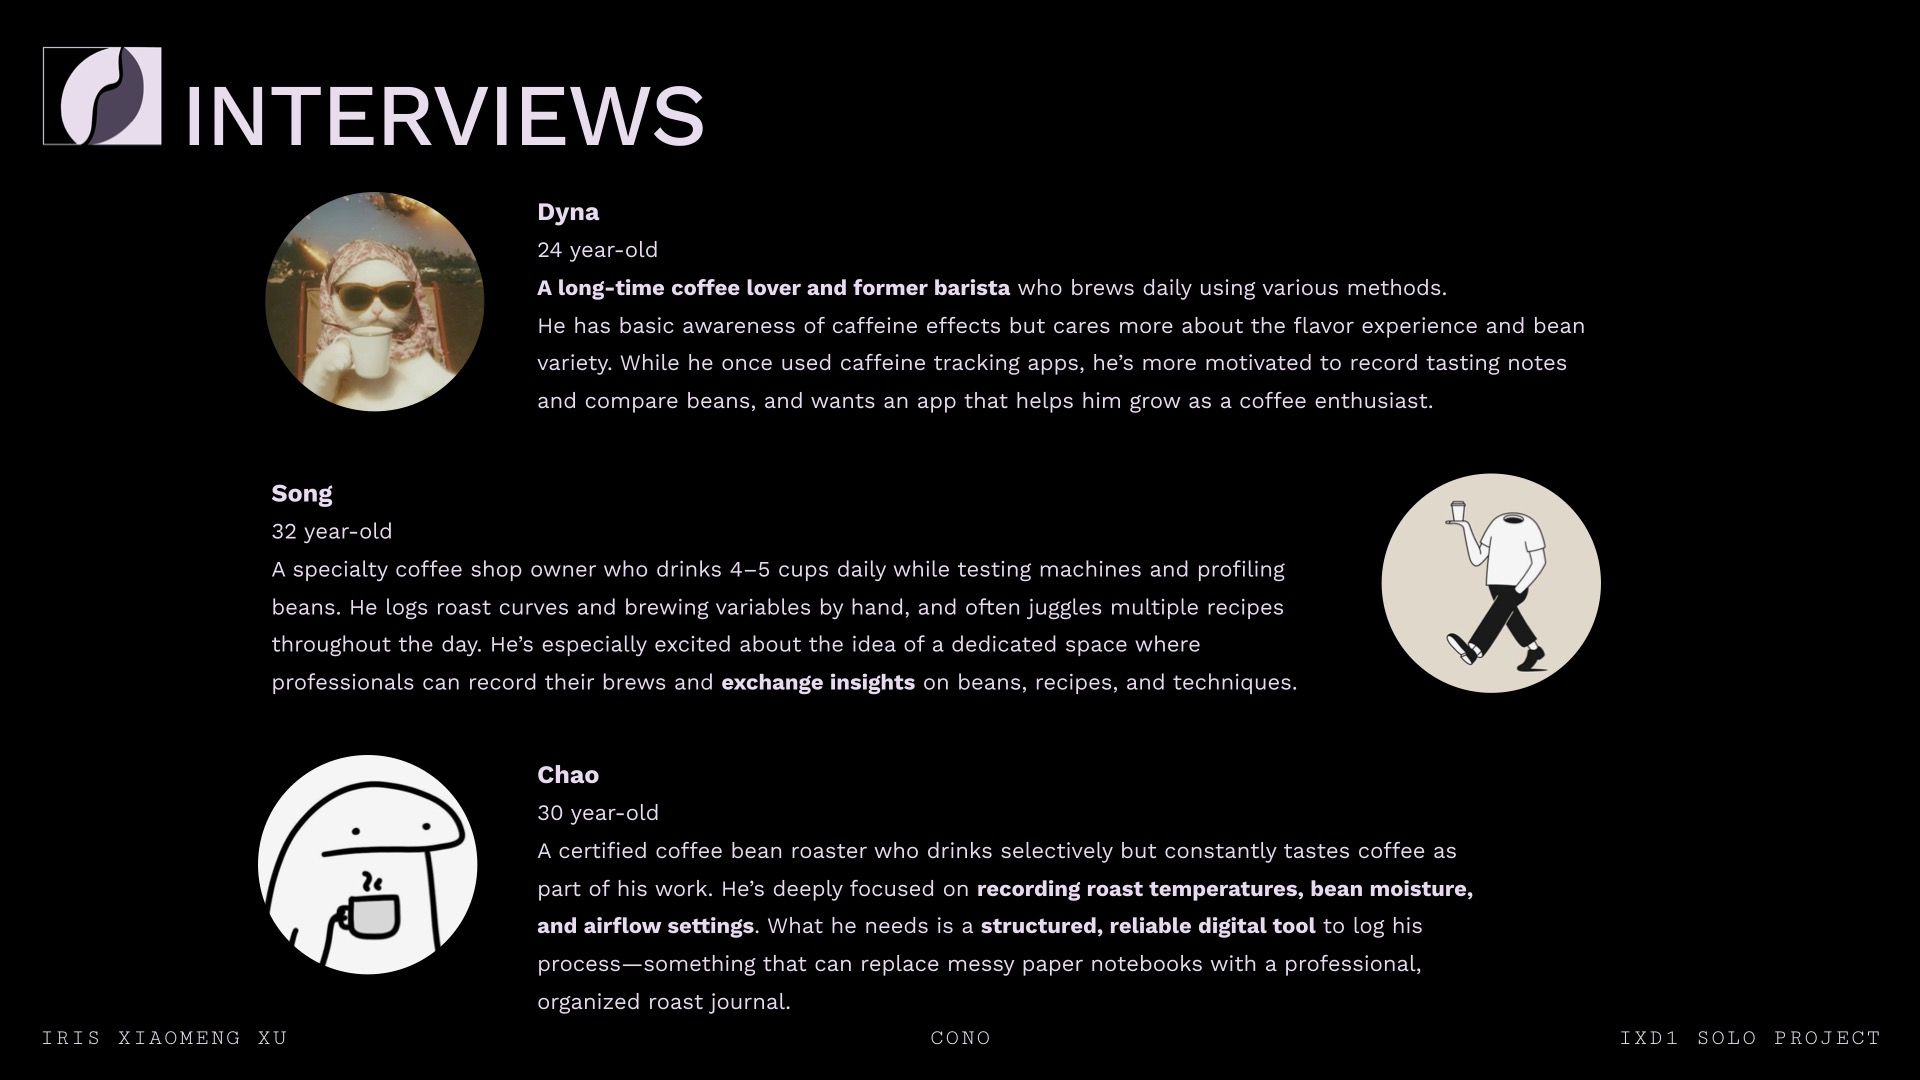 INTERVIEWS
Dyna
24 year-old
A long-time coffee lover and former barista who brews daily using various methods.
He has basic awareness of caffeine effects but cares more about the flavor experience and bean
variety. While he once used caffeine tracking apps, he’s more motivated to record tasting notes
and compare beans, and wants an app that helps him grow as a coffee enthusiast.
Song
32 year-old
A specialty coffee shop owner who drinks 4–5 cups daily while testing machines and profiling
beans. He logs roast curves and brewing variables by hand, and often juggles multiple recipes
throughout the day. He’s especially excited about the idea of a dedicated space where
professionals can record their brews and exchange insights on beans, recipes, and techniques.
Chao
30 year-old
A certified coffee bean roaster who drinks selectively but constantly tastes coffee as
part of his work. He’s deeply focused on recording roast temperatures, bean moisture,
and airflow settings. What he needs is a structured, reliable digital tool to log his
process—something that can replace messy paper notebooks with a professional,
organized roast journal.
IRIS XIAOMENG XU
CONO
IXD1 SOLO PROJECT